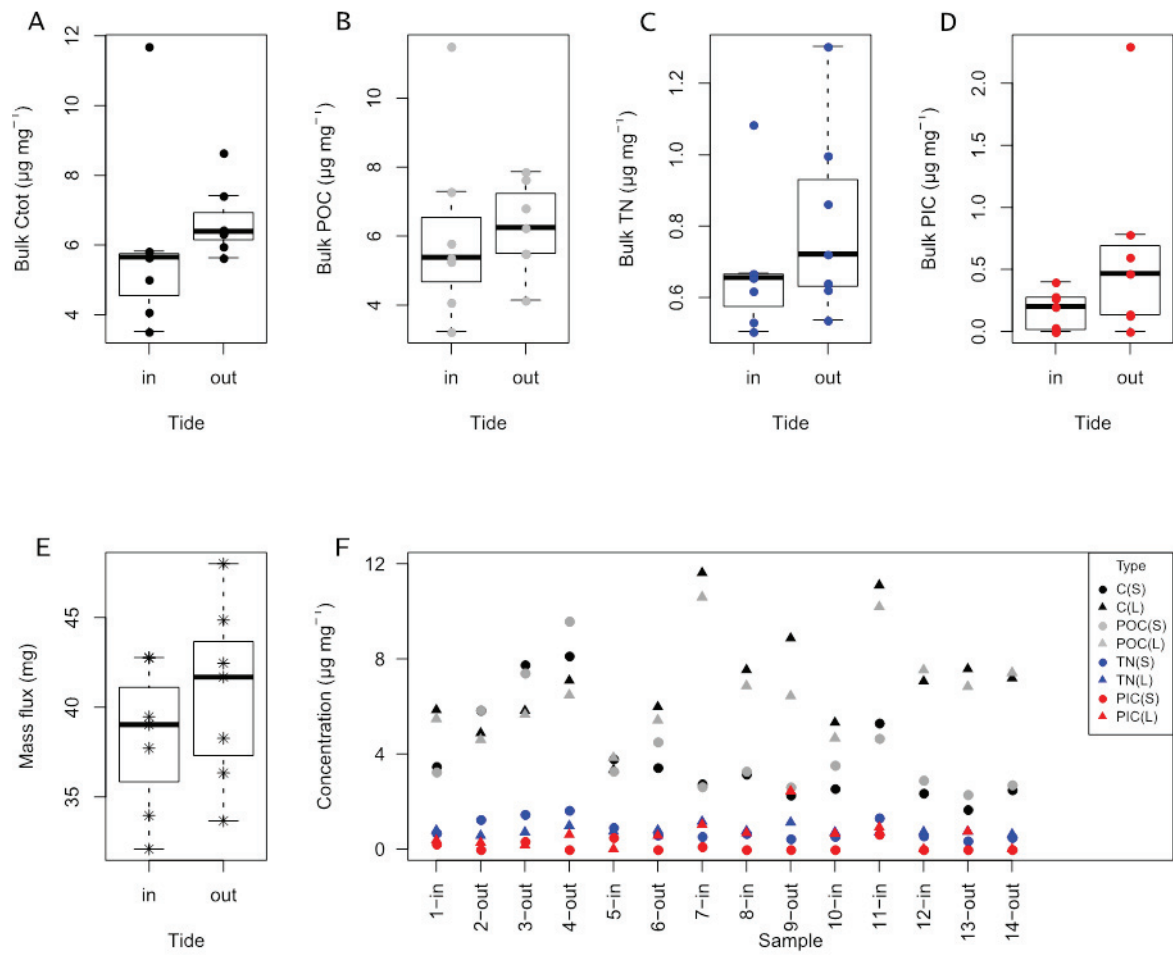 A
Bulk Ctot (µg mg⁻¹)
12
10
8
6
4
in out
Tide
B
Bulk POC (µg mg⁻¹)
10
8
6
4
in out
Tide
C
Bulk TN (µg mg⁻¹)
1.2
1.0
0.8
0.6
in out
Tide
D
Bulk PIC (µg mg⁻¹)
2.0
1.5
1.0
0.5
0.0
in out
Tide
E
Mass flux (mg)
45
40
35
in out
Tide
F
Concentration (µg mg⁻¹)
12
8
4
0
1-in
2-out
3-out
4-out
5-in
6-out
7-in
8-in
9-out
10-in
11-in
12-in
13-out
14-out
Sample
Type
C(S)
C(L)
POC(S)
POC(L)
TN(S)
TN(L)
PIC(S)
PIC(L)